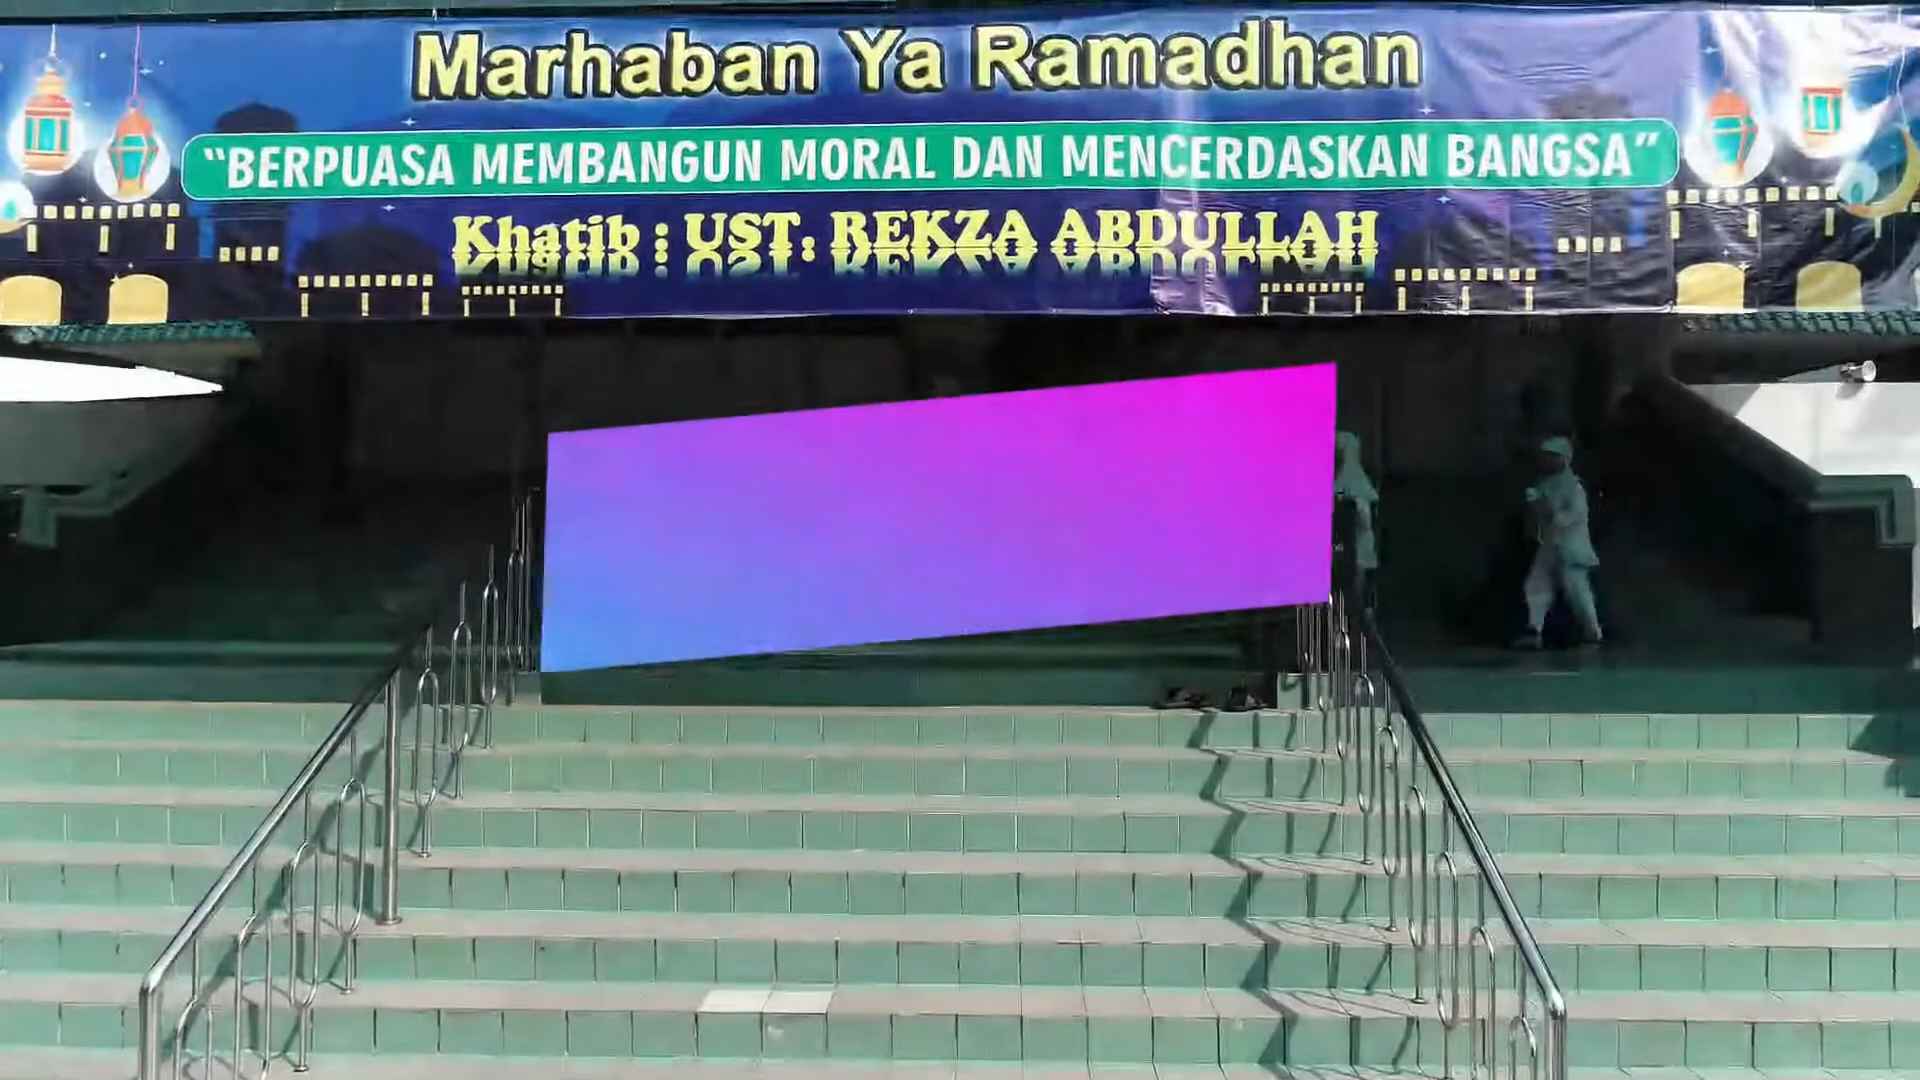 Marhaban Ya Ramadhan
“BERPUASA MEMBANGUN MORAL DAN MENCERDASKAN BANGSA”
Khatib : UST. REKZA ABDULLAH